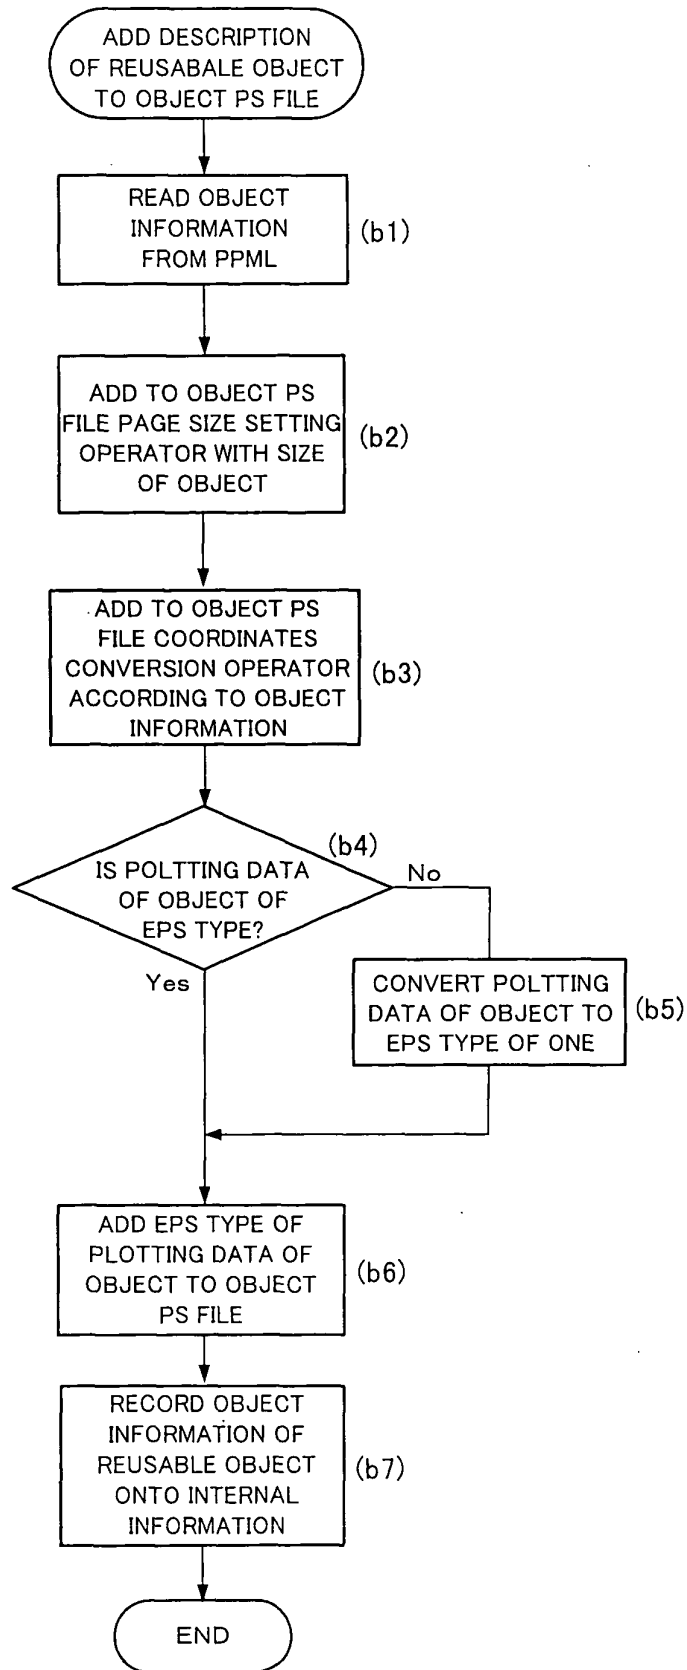 ADD DESCRIPTION
OF REUSABALE OBJECT
TO OBJECT PS FILE
READ OBJECT
INFORMATION
FROM PPML
(b1)
ADD TO OBJECT PS
FILE PAGE SIZE SETTING
OPERATOR WITH SIZE
OF OBJECT
(b2)
ADD TO OBJECT PS
FILE COORDINATES
CONVERSION OPERATOR
ACCORDING TO OBJECT
INFORMATION
(b3)
(b4)
IS POLTTING DATA
OF OBJECT OF
EPS TYPE?
No
Yes
CONVERT POLTTING
DATA OF OBJECT TO
EPS TYPE OF ONE
(b5)
ADD EPS TYPE OF
PLOTTING DATA OF
OBJECT TO OBJECT
PS FILE
(b6)
RECORD OBJECT
INFORMATION OF
REUSABLE OBJECT
ONTO INTERNAL
INFORMATION
(b7)
END